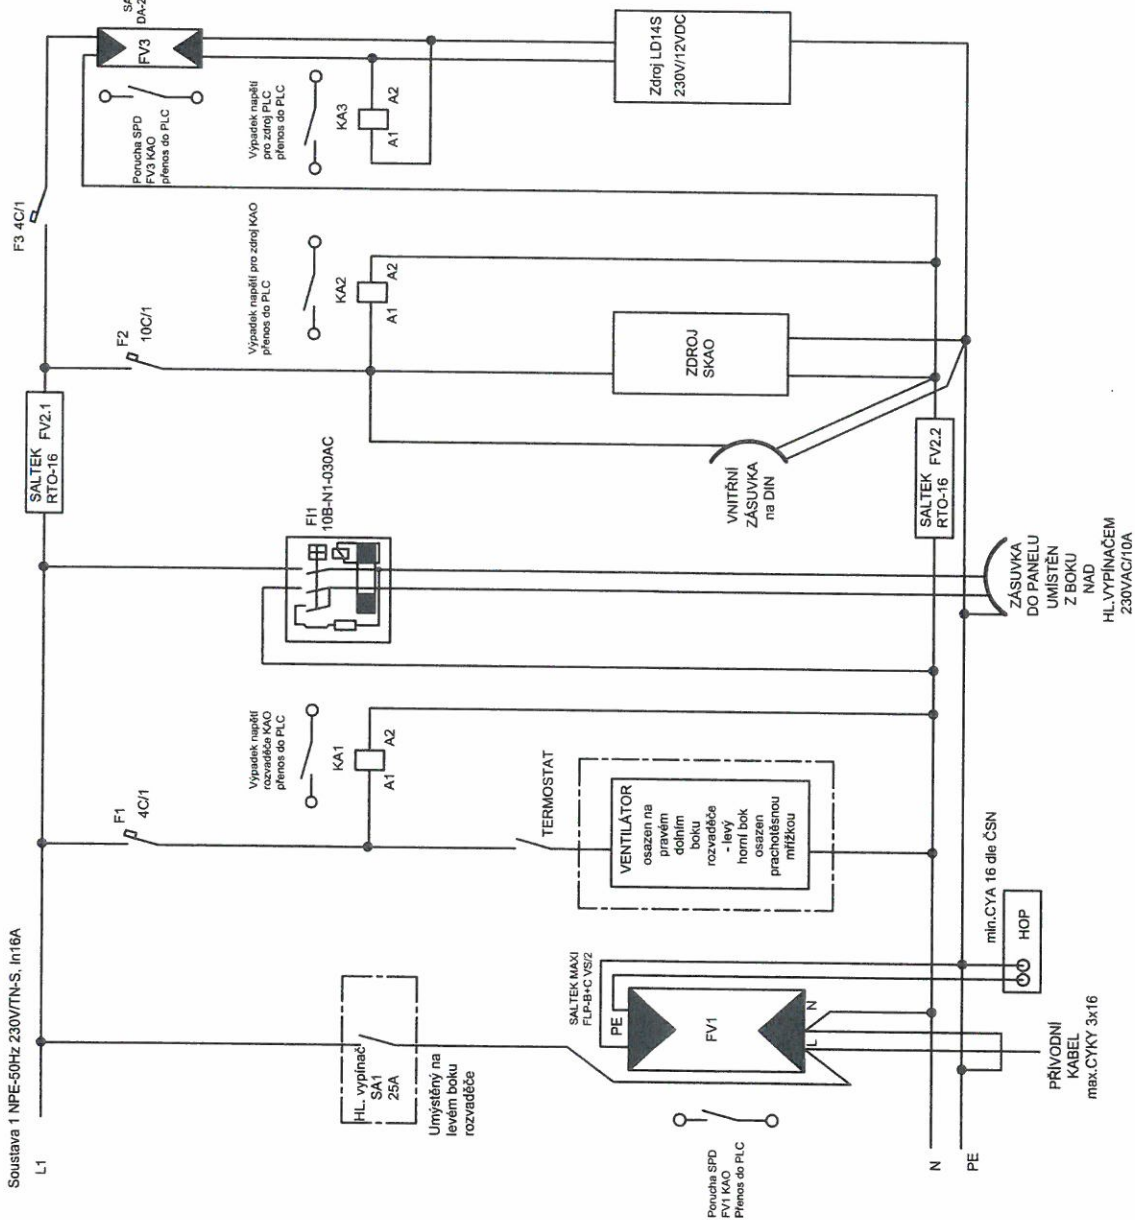 Soustava 1 NPE-50Hz 230V/TN-S, In16A
L1
HL. vypínač
SA1
25A
Umýstěný na
levém boku
rozvaděče
Porucha SPD
FV1 KAO
Přenos do PLC
SALTEK MAXI
FLP-B+C VS/2
PE
FV1
L
N
PŘÍVODNÍ
KABEL
max.CYKY 3x16
min.CYA 16 dle ČSN
HOP
N
PE
F1
4C/1
Výpadek napětí
rozvaděče KAO
přenos do PLC
KA1
A1
A2
TERMOSTAT
VENTILÁTOR
osazen na
pravém
dolním
boku
rozvaděče
- levý
horní bok
osazen
prachotěsnou
mřížkou
FI1
10B-N1-030AC
ZÁSUVKA
DO PANELU
UMÍSTĚN
Z BOKU
NAD
HL.VYPÍNAČEM
230VAC/10A
SALTEK FV2.1
RTO-16
SALTEK FV2.2
RTO-16
F2
10C/1
Výpadek napětí pro zdroj KAO
přenos do PLC
KA2
A1
A2
VNITŘNÍ
ZÁSUVKA
na DIN
ZDROJ
SKAO
F3 4C/1
Porucha SPD
FV3 KAO
přenos do PLC
FV3
Výpadek napětí
pro zdroj PLC
přenos do PLC
KA3
A1
A2
Zdroj LD14S
230V/12VDC